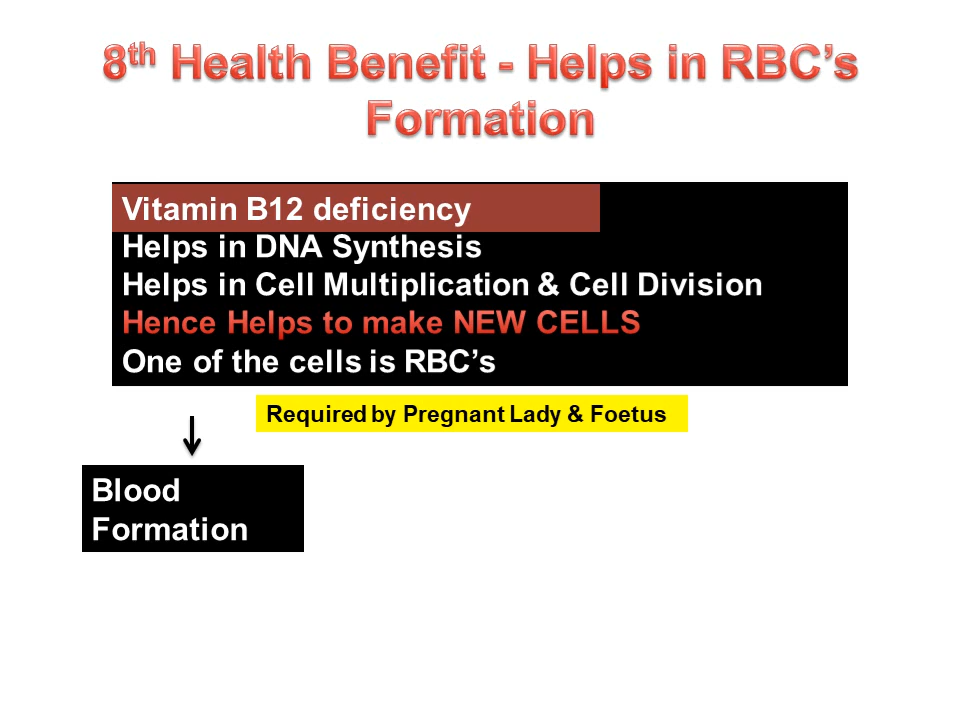 8th Health Benefit - Helps in RBC’s
Formation
Vitamin B12 deficiency
Helps in DNA Synthesis
Helps in Cell Multiplication & Cell Division
Hence Helps to make NEW CELLS
One of the cells is RBC’s
Required by Pregnant Lady & Foetus
Blood
Formation